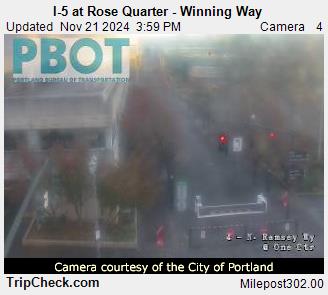 I-5 at Rose Quarter - Winning Way
Updated Nov 21 2024 3:59 PM Camera 4
PBOT
PORTLAND BUREAU OF TRANSPORTATION
4 - N. Ramsey Wy
@ One Ctr
Camera courtesy of the City of Portland
TripCheck.com Milepost302.00